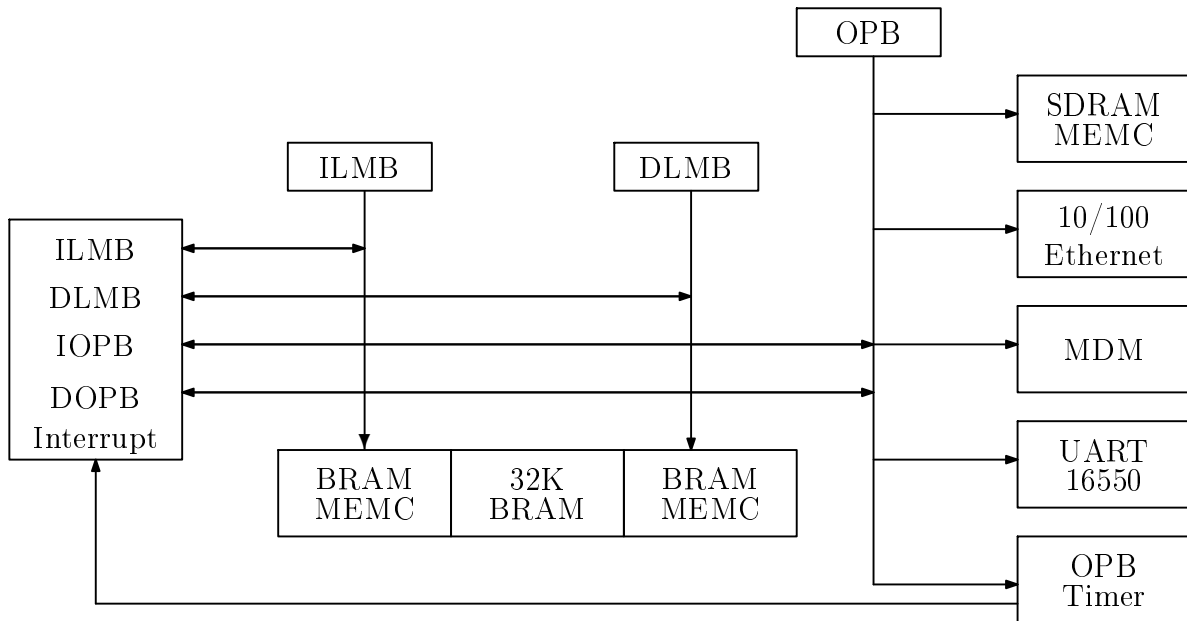 OPB
SDRAM
MEMC
ILMB
DLMB
10/100
Ethernet
ILMB
DLMB
IOPB
DOPB
Interrupt
MDM
BRAM
MEMC
32K
BRAM
BRAM
MEMC
UART
16550
OPB
Timer